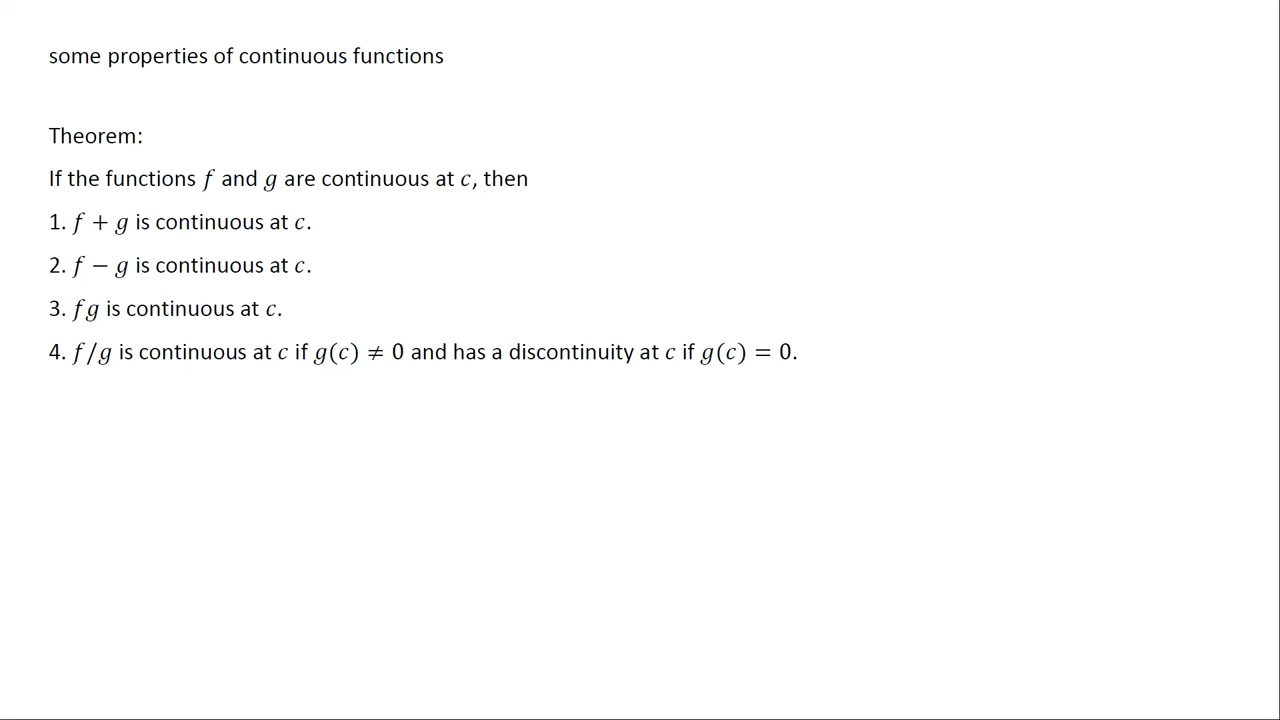 some properties of continuous functions
Theorem:
If the functions 𝑓 and 𝑔 are continuous at 𝑐, then
1. 𝑓 + 𝑔 is continuous at 𝑐.
2. 𝑓 − 𝑔 is continuous at 𝑐.
3. 𝑓𝑔 is continuous at 𝑐.
4. 𝑓/𝑔 is continuous at 𝑐 if 𝑔(𝑐) ≠ 0 and has a discontinuity at 𝑐 if 𝑔(𝑐) = 0.